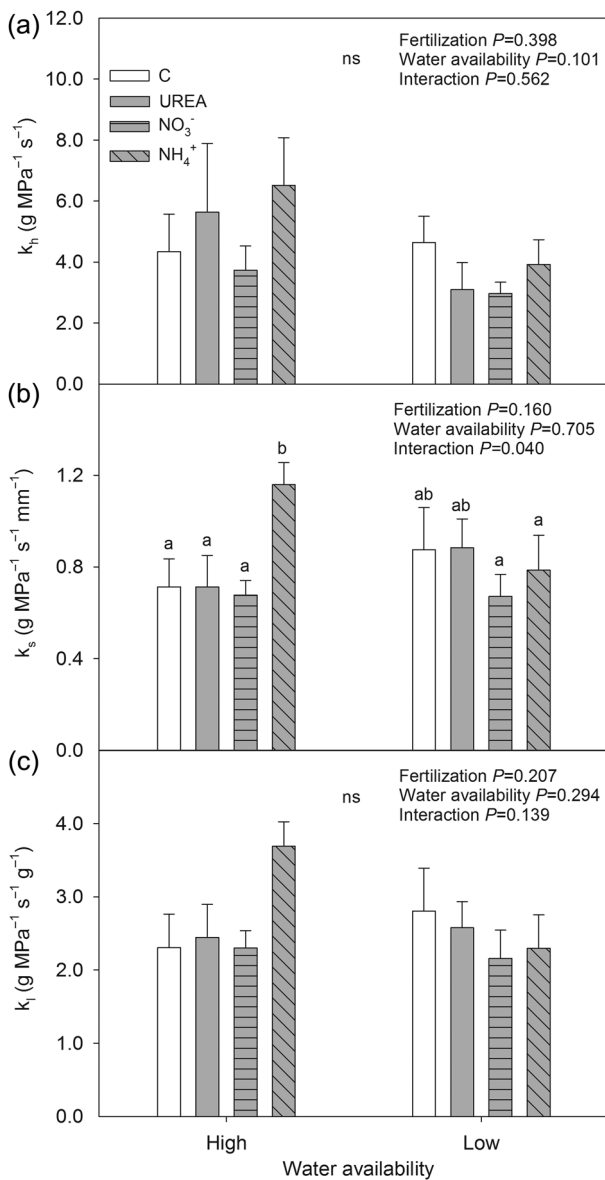 (a)
12.0
10.0
8.0
6.0
4.0
2.0
0.0
kₕ (g MPa⁻¹ s⁻¹)
C
UREA
NO₃⁻
NH₄⁺
ns
Fertilization P=0.398
Water availability P=0.101
Interaction P=0.562
(b)
1.2
0.8
0.4
0.0
kₛ (g MPa⁻¹ s⁻¹ mm⁻¹)
Fertilization P=0.160
Water availability P=0.705
Interaction P=0.040
a
a
a
b
ab
ab
a
a
(c)
4.0
3.0
2.0
1.0
0.0
kₗ (g MPa⁻¹ s⁻¹ g⁻¹)
ns
Fertilization P=0.207
Water availability P=0.294
Interaction P=0.139
High
Low
Water availability